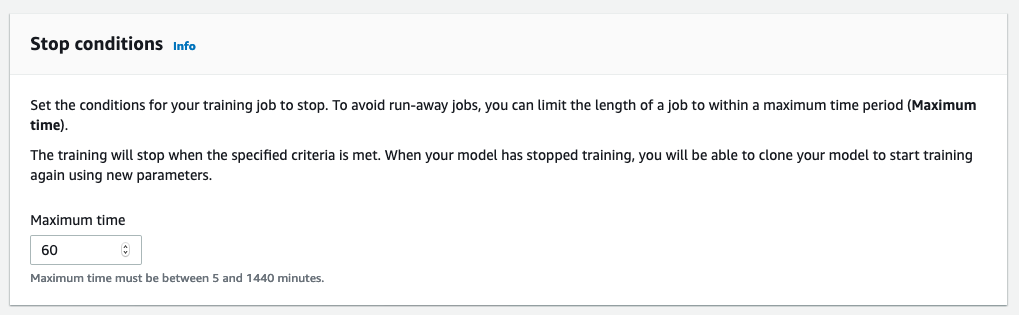 Stop conditions Info
Set the conditions for your training job to stop. To avoid run-away jobs, you can limit the length of a job to within a maximum time period (Maximum
time).
The training will stop when the specified criteria is met. When your model has stopped training, you will be able to clone your model to start training
again using new parameters.
Maximum time
60
Maximum time must be between 5 and 1440 minutes.